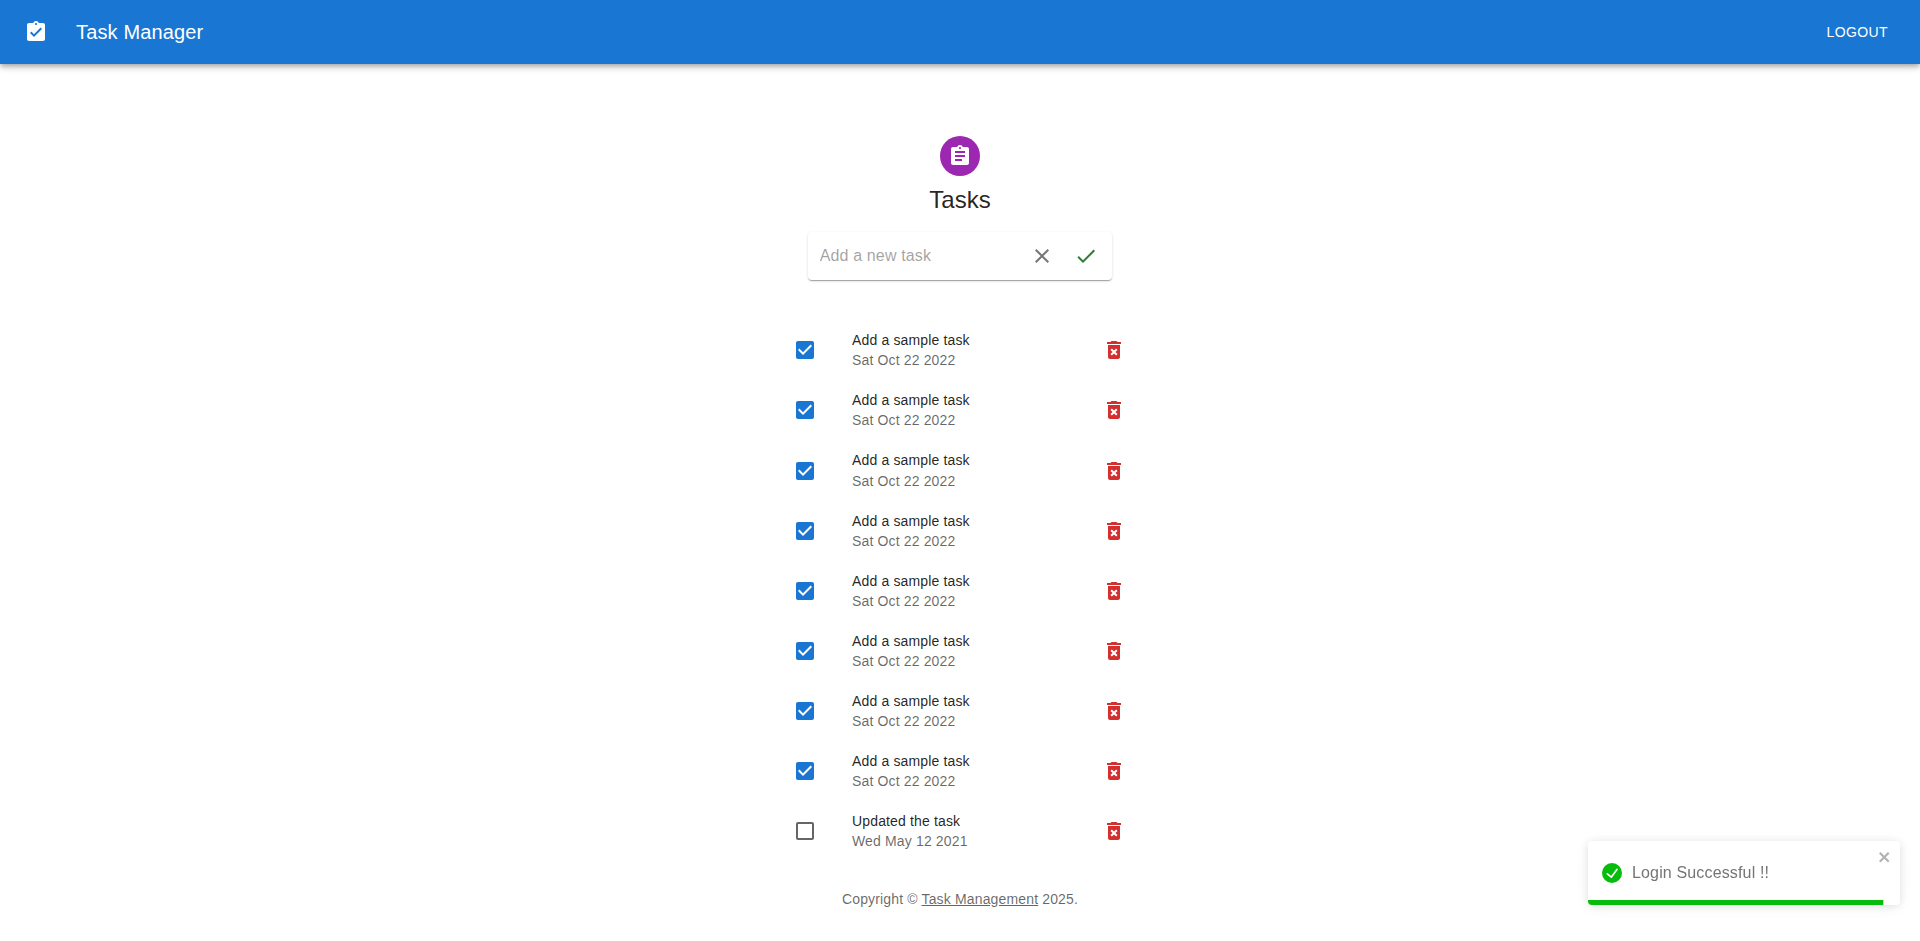 Task Manager
LOGOUT
Tasks
Add a new task
Add a sample task
Sat Oct 22 2022
Add a sample task
Sat Oct 22 2022
Add a sample task
Sat Oct 22 2022
Add a sample task
Sat Oct 22 2022
Add a sample task
Sat Oct 22 2022
Add a sample task
Sat Oct 22 2022
Add a sample task
Sat Oct 22 2022
Add a sample task
Sat Oct 22 2022
Updated the task
Wed May 12 2021
Login Successful !!
Copyright © Task Management 2025.